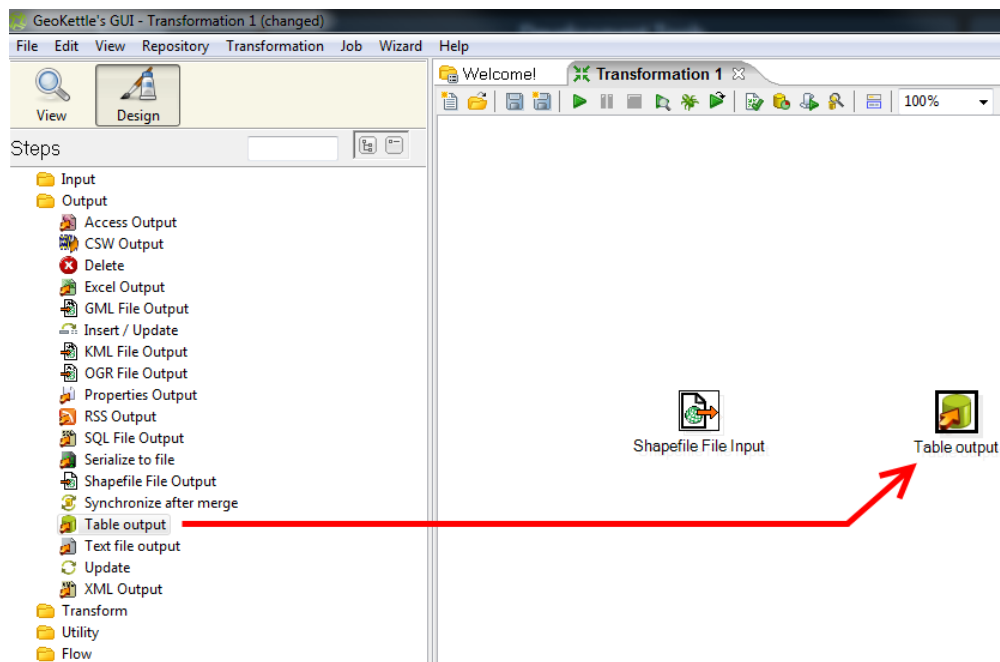 GeoKettle's GUI - Transformation 1 (changed)
File Edit View Repository Transformation Job Wizard Help
Welcome! Transformation 1
View Design
100%
Steps
Input
Output
Access Output
CSW Output
Delete
Excel Output
GML File Output
Insert / Update
KML File Output
OGR File Output
Properties Output
RSS Output
SQL File Output
Serialize to file
Shapefile File Output
Synchronize after merge
Table output
Text file output
Update
XML Output
Transform
Utility
Flow
Shapefile File Input
Table output